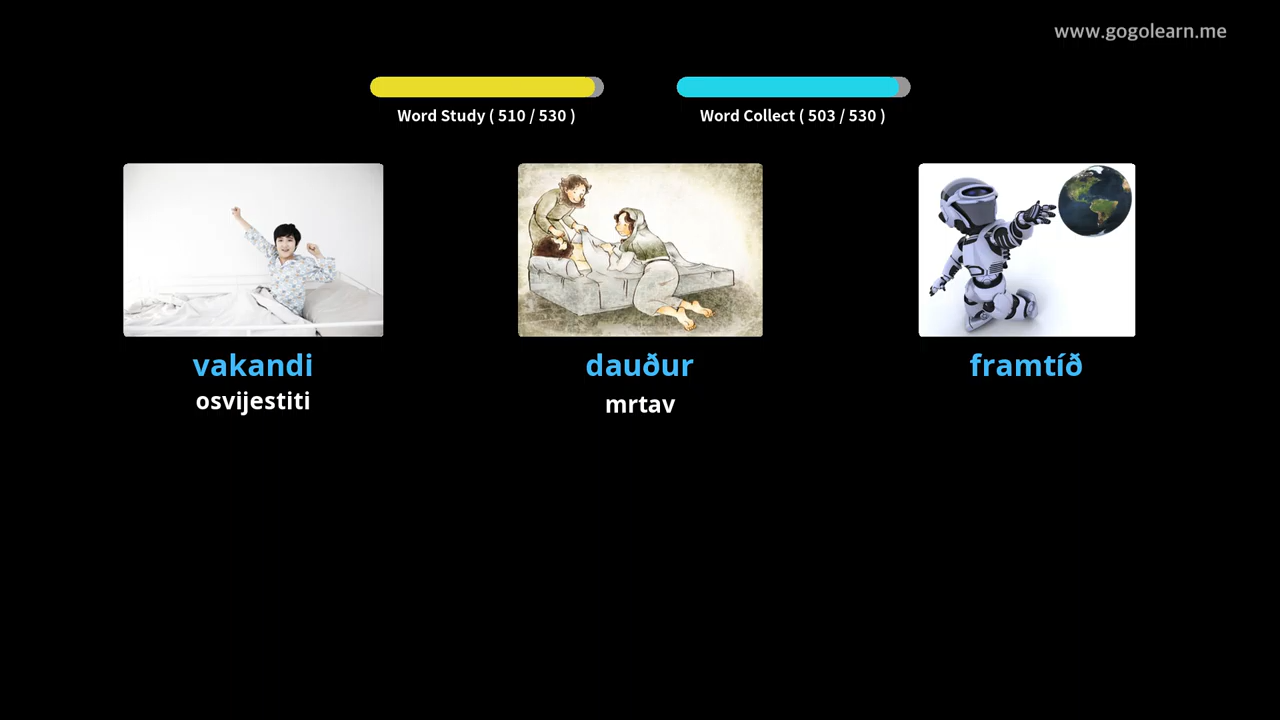 www.gogolearn.me
Word Study ( 510 / 530 )
Word Collect ( 503 / 530 )
vakandi
dauður
framtíð
osvijestiti
mrtav